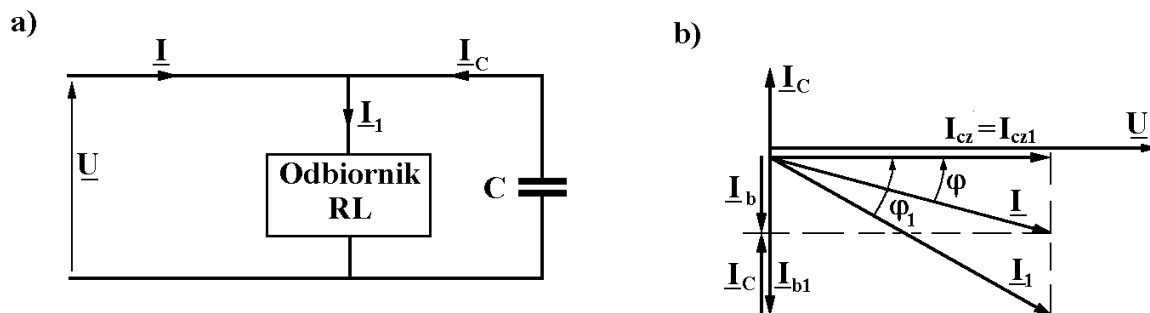 a)
I
I_C
I_1
U
Odbiornik
RL
C
b)
I_C
I_cz = I_cz1
U
I_b
φ
φ_1
I
I_C
I_b1
I_1